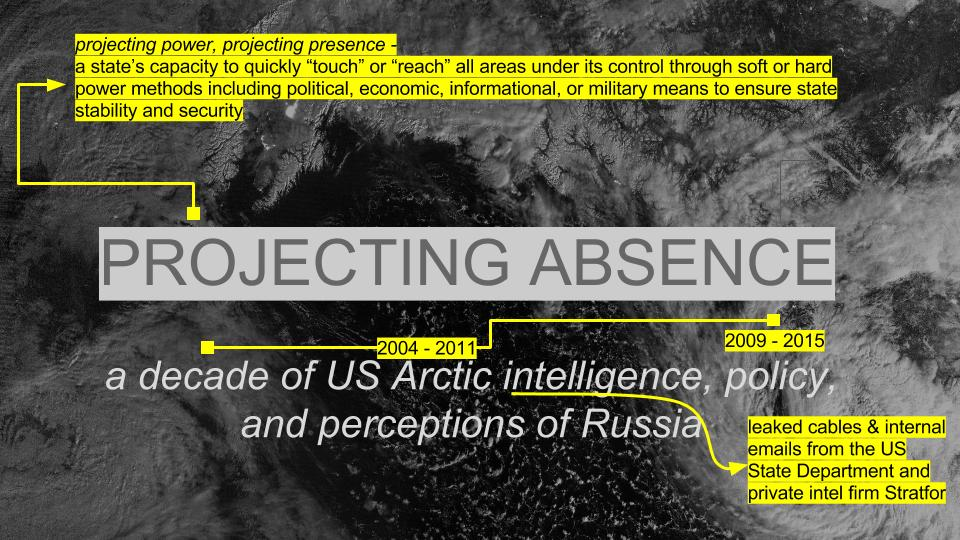 projecting power, projecting presence -
a state’s capacity to quickly “touch” or “reach” all areas under its control through soft or hard
power methods including political, economic, informational, or military means to ensure state
stability and security
PROJECTING ABSENCE
2004 - 2011
2009 - 2015
a decade of US Arctic intelligence, policy,
and perceptions of Russia
leaked cables & internal
emails from the US
State Department and
private intel firm Stratfor